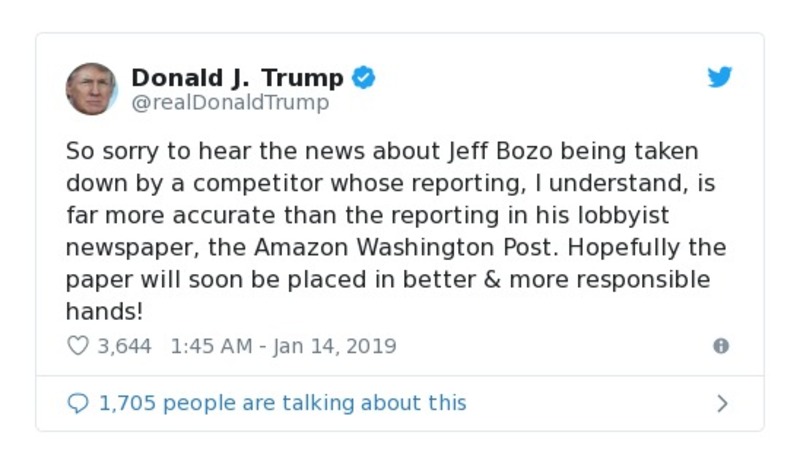 Donald J. Trump
@realDonaldTrump
So sorry to hear the news about Jeff Bozo being taken
down by a competitor whose reporting, I understand, is
far more accurate than the reporting in his lobbyist
newspaper, the Amazon Washington Post. Hopefully the
paper will soon be placed in better & more responsible
hands!
3,644 1:45 AM - Jan 14, 2019
1,705 people are talking about this